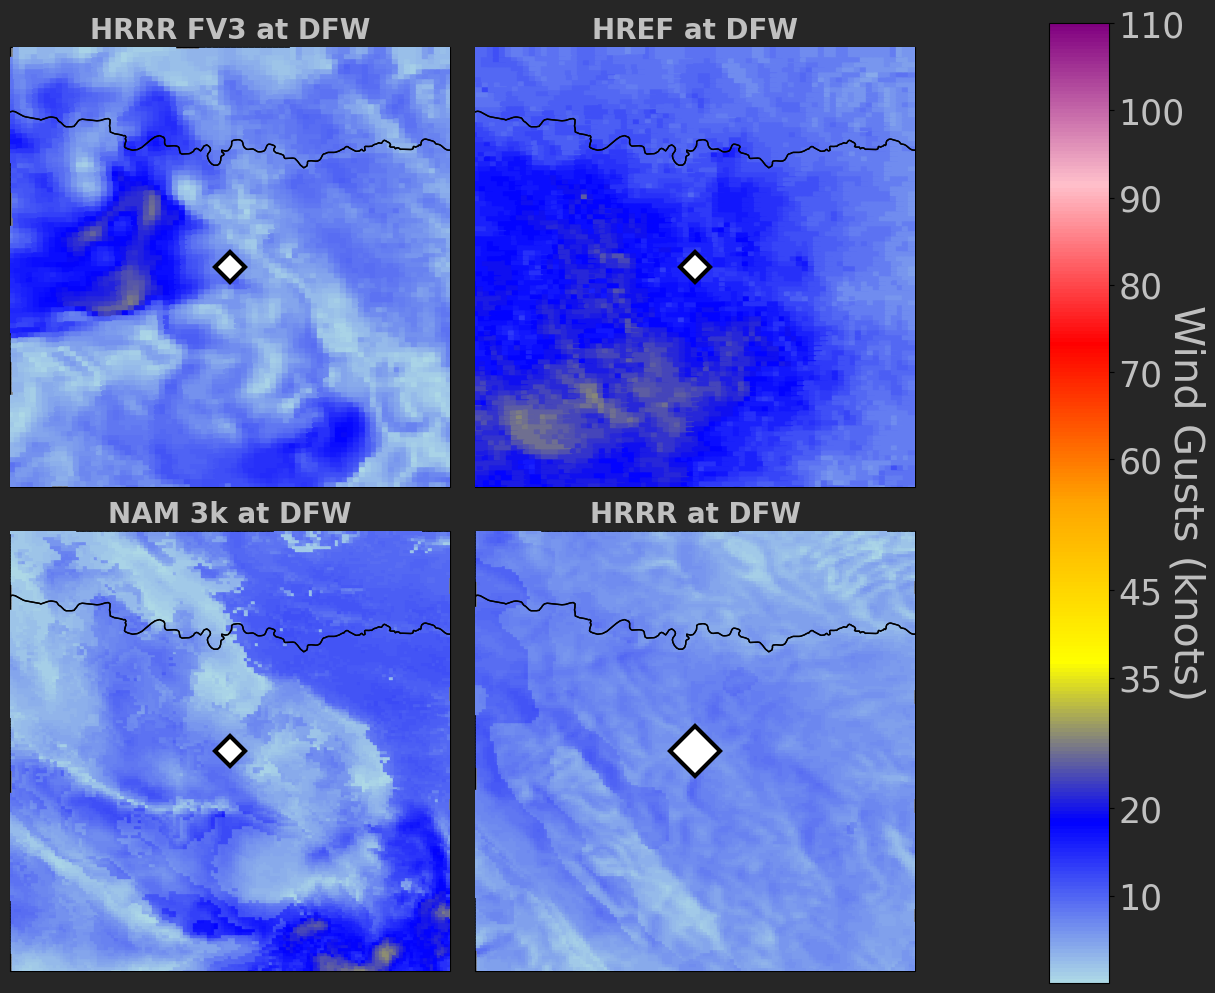 HRRR FV3 at DFW
HREF at DFW
NAM 3k at DFW
HRRR at DFW
110
100
90
80
70
60
45
35
20
10
Wind Gusts (knots)